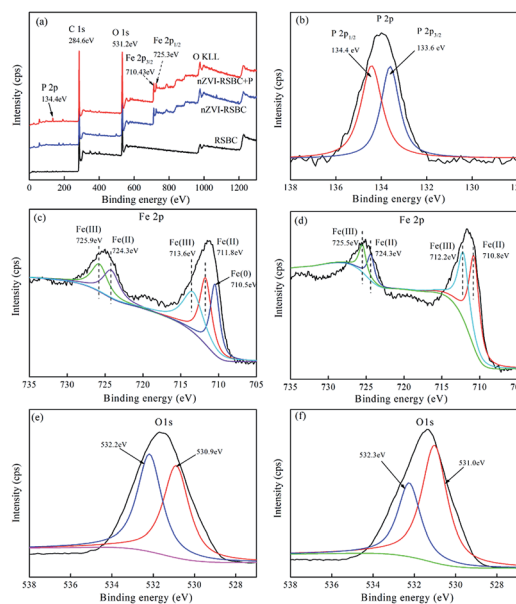 (a)
C 1s
284.6eV
O 1s
531.2eV
Fe 2p3/2
710.43eV
Fe 2p1/2
725.3eV
O KLL
nZVI-RSBC+P
P 2p
134.4eV
nZVI-RSBC
RSBC
Intensity (cps)
0 200 400 600 800 1000 1200
Binding energy (eV)
(b)
P 2p
P 2p1/2
134.4 eV
P 2p3/2
133.6 eV
Intensity (cps)
138 136 134 132 130
Binding energy (eV)
(c)
Fe 2p
Fe(III)
725.9eV
Fe(II)
724.3eV
Fe(III)
713.6eV
Fe(II)
711.8eV
Fe(0)
710.5eV
Intensity (cps)
735 730 725 720 715 710 705
Binding energy (eV)
(d)
Fe 2p
Fe(III)
725.5eV
Fe(II)
724.3eV
Fe(III)
712.2eV
Fe(II)
710.8eV
Intensity (cps)
735 730 725 720 715 710
Binding energy (eV)
(e)
O1s
532.2eV
530.9eV
Intensity (cps)
538 536 534 532 530 528
Binding energy (eV)
(f)
O1s
532.3eV
531.0eV
Intensity (cps)
538 536 534 532 530 528
Binding energy (eV)